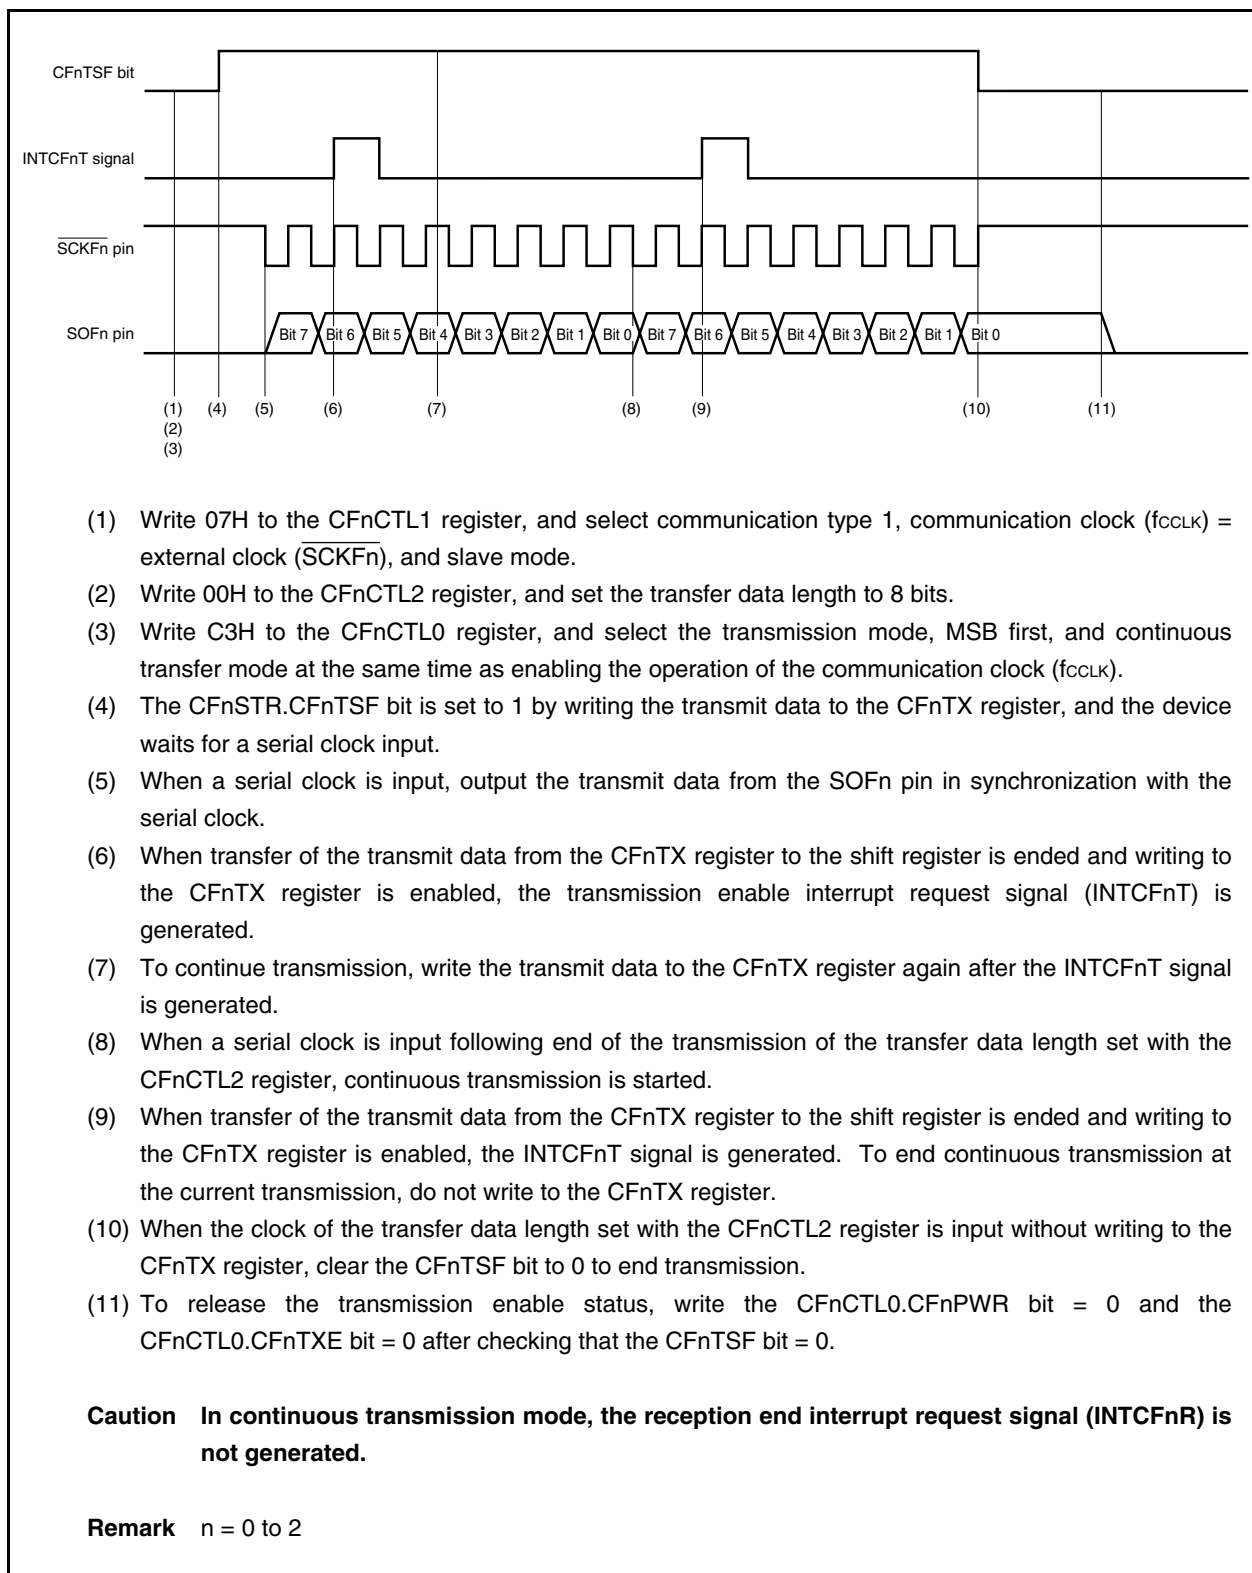 CFnTSF bit
INTCFnT signal
SCKFn pin
SOFn pin
Bit 7 Bit 6 Bit 5 Bit 4 Bit 3 Bit 2 Bit 1 Bit 0 Bit 7 Bit 6 Bit 5 Bit 4 Bit 3 Bit 2 Bit 1 Bit 0
(1) (4) (5) (6) (7) (8) (9) (10) (11)
(2)
(3)
(1) Write 07H to the CFnCTL1 register, and select communication type 1, communication clock (fCCLK) =
external clock (SCKFn), and slave mode.
(2) Write 00H to the CFnCTL2 register, and set the transfer data length to 8 bits.
(3) Write C3H to the CFnCTL0 register, and select the transmission mode, MSB first, and continuous
transfer mode at the same time as enabling the operation of the communication clock (fCCLK).
(4) The CFnSTR.CFnTSF bit is set to 1 by writing the transmit data to the CFnTX register, and the device
waits for a serial clock input.
(5) When a serial clock is input, output the transmit data from the SOFn pin in synchronization with the
serial clock.
(6) When transfer of the transmit data from the CFnTX register to the shift register is ended and writing to
the CFnTX register is enabled, the transmission enable interrupt request signal (INTCFnT) is
generated.
(7) To continue transmission, write the transmit data to the CFnTX register again after the INTCFnT signal
is generated.
(8) When a serial clock is input following end of the transmission of the transfer data length set with the
CFnCTL2 register, continuous transmission is started.
(9) When transfer of the transmit data from the CFnTX register to the shift register is ended and writing to
the CFnTX register is enabled, the INTCFnT signal is generated. To end continuous transmission at
the current transmission, do not write to the CFnTX register.
(10) When the clock of the transfer data length set with the CFnCTL2 register is input without writing to the
CFnTX register, clear the CFnTSF bit to 0 to end transmission.
(11) To release the transmission enable status, write the CFnCTL0.CFnPWR bit = 0 and the
CFnCTL0.CFnTXE bit = 0 after checking that the CFnTSF bit = 0.
Caution In continuous transmission mode, the reception end interrupt request signal (INTCFnR) is
not generated.
Remark n = 0 to 2